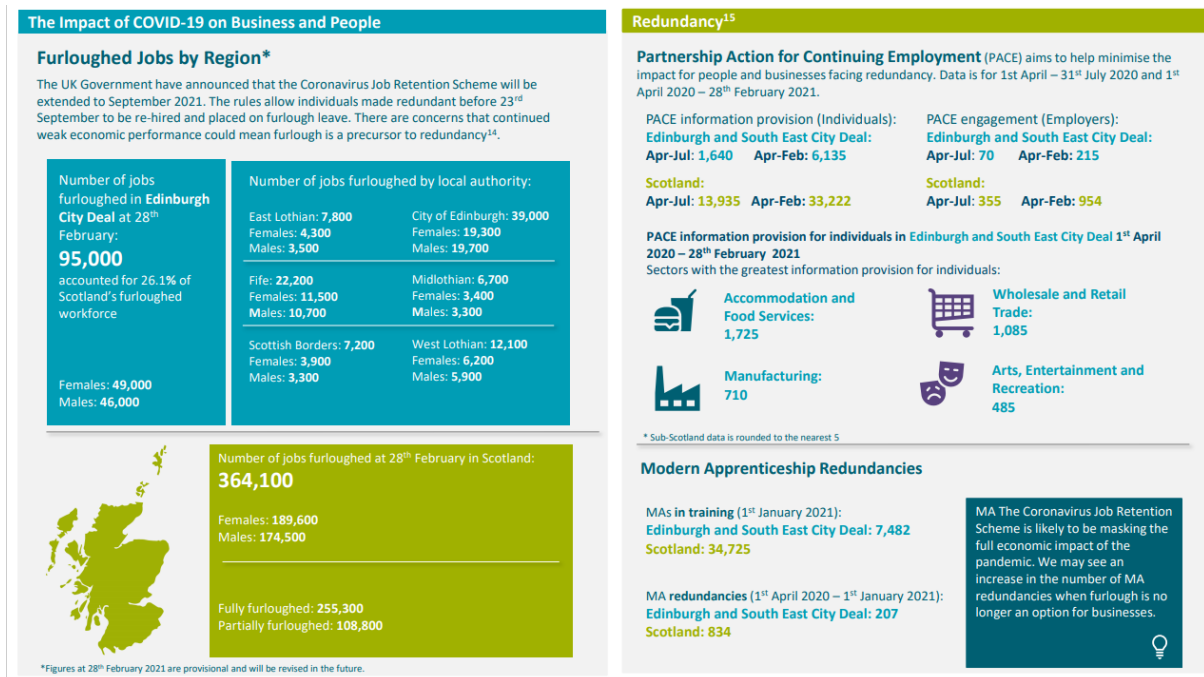 The Impact of COVID-19 on Business and People
Furloughed Jobs by Region*
The UK Government have announced that the Coronavirus Job Retention Scheme will be
extended to September 2021. The rules allow individuals made redundant before 23rd
September to be re-hired and placed on furlough leave. There are concerns that continued
weak economic performance could mean furlough is a precursor to redundancy14.
Number of jobs
furloughed in Edinburgh
City Deal at 28th
February:
95,000
accounted for 26.1% of
Scotland's furloughed
workforce
Females: 49,000
Males: 46,000
Number of jobs furloughed by local authority:
East Lothian: 7,800
Females: 4,300
Males: 3,500
City of Edinburgh: 39,000
Females: 19,300
Males: 19,700
Fife: 22,200
Females: 11,500
Males: 10,700
Midlothian: 6,700
Females: 3,400
Males: 3,300
Scottish Borders: 7,200
Females: 3,900
Males: 3,300
West Lothian: 12,100
Females: 6,200
Males: 5,900
Number of jobs furloughed at 28th February in Scotland:
364,100
Females: 189,600
Males: 174,500
Fully furloughed: 255,300
Partially furloughed: 108,800
*Figures at 28th February 2021 are provisional and will be revised in the future.
Redundancy15
Partnership Action for Continuing Employment (PACE) aims to help minimise the
impact for people and businesses facing redundancy. Data is for 1st April – 31st July 2020 and 1st
April 2020 – 28th February 2021.
PACE information provision (Individuals):
Edinburgh and South East City Deal:
Apr-Jul: 1,640 Apr-Feb: 6,135
Scotland:
Apr-Jul: 13,935 Apr-Feb: 33,222
PACE engagement (Employers):
Edinburgh and South East City Deal:
Apr-Jul: 70 Apr-Feb: 215
Scotland:
Apr-Jul: 355 Apr-Feb: 954
PACE information provision for individuals in Edinburgh and South East City Deal 1st April
2020 – 28th February 2021
Sectors with the greatest information provision for individuals:
Accommodation and
Food Services:
1,725
Wholesale and Retail
Trade:
1,085
Manufacturing:
710
Arts, Entertainment and
Recreation:
485
* Sub-Scotland data is rounded to the nearest 5
Modern Apprenticeship Redundancies
MAs in training (1st January 2021):
Edinburgh and South East City Deal: 7,482
Scotland: 34,725
MA redundancies (1st April 2020 – 1st January 2021):
Edinburgh and South East City Deal: 207
Scotland: 834
MA The Coronavirus Job Retention
Scheme is likely to be masking the
full economic impact of the
pandemic. We may see an
increase in the number of MA
redundancies when furlough is no
longer an option for businesses.